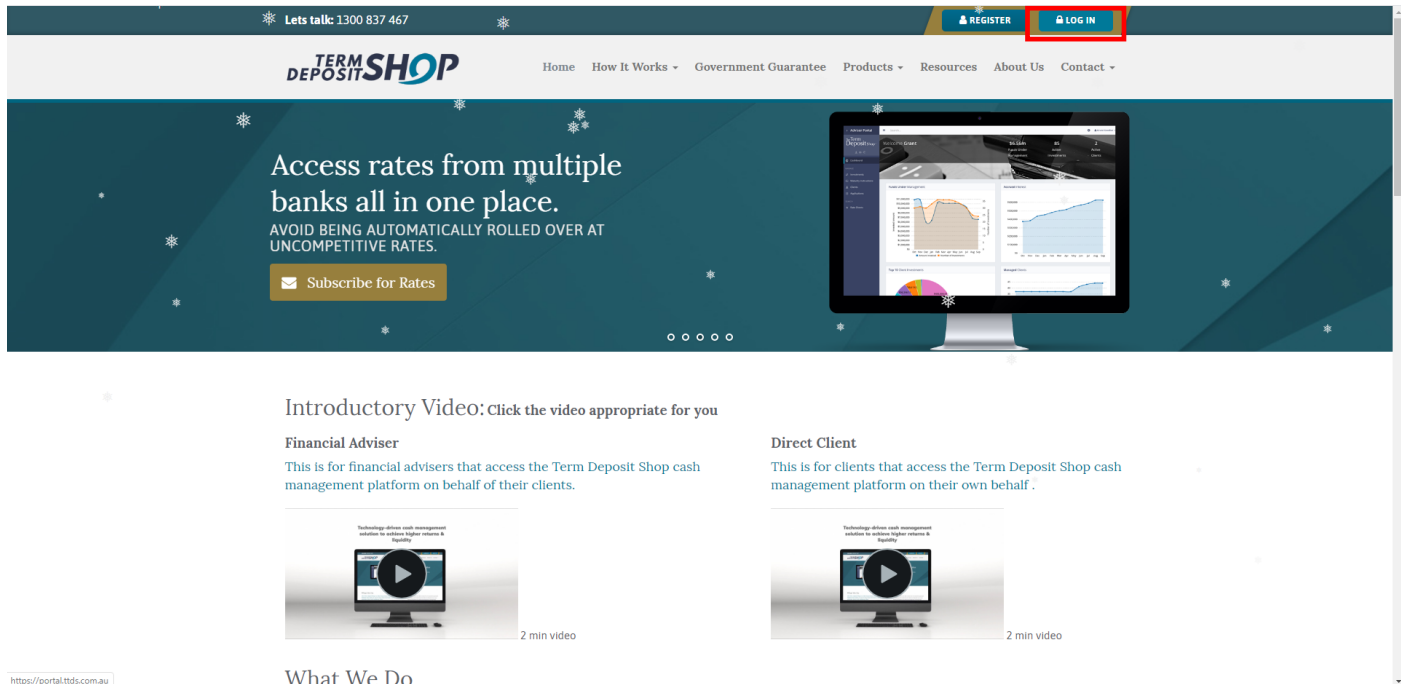 Lets talk: 1300 837 467
REGISTER
LOG IN
TERM
DEPOSIT SHOP
Home How It Works Government Guarantee Products Resources About Us Contact
Access rates from multiple
banks all in one place.
AVOID BEING AUTOMATICALLY ROLLED OVER AT
UNCOMPETITIVE RATES.
Subscribe for Rates
Introductory Video: Click the video appropriate for you
Financial Adviser
This is for financial advisers that access the Term Deposit Shop cash
management platform on behalf of their clients.
Technology-driven cash management
solution to achieve higher returns &
liquidity
2 min video
Direct Client
This is for clients that access the Term Deposit Shop cash
management platform on their own behalf .
Technology-driven cash management
solution to achieve higher returns &
liquidity
2 min video
What We Do
https://portal.ttds.com.au